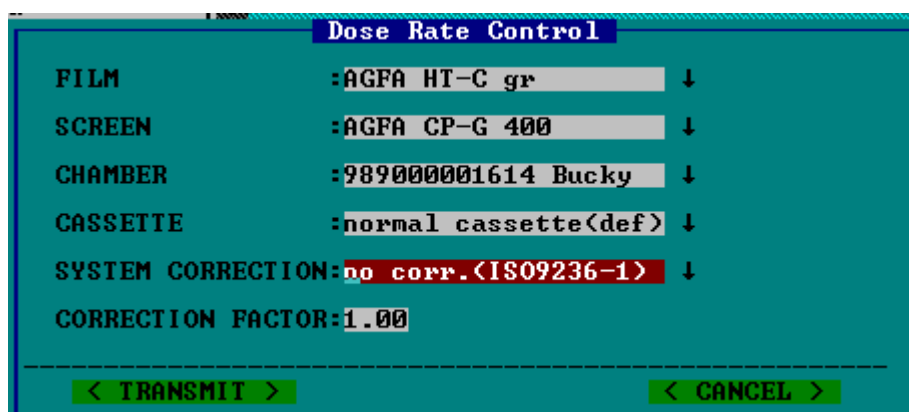 Dose Rate Control
FILM :AGFA HT-C gr ↓
SCREEN :AGFA CP-G 400 ↓
CHAMBER :989000001614 Bucky ↓
CASSETTE :normal cassette(def) ↓
SYSTEM CORRECTION:no corr.(ISO9236-1) ↓
CORRECTION FACTOR:1.00
< TRANSMIT > < CANCEL >